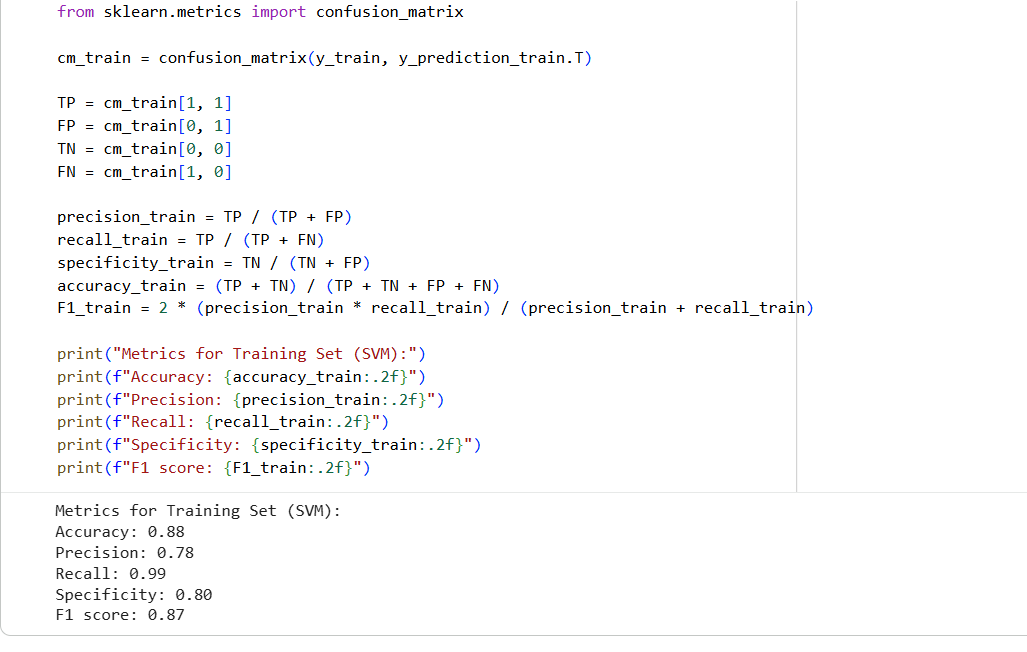 from sklearn.metrics import confusion_matrix
cm_train = confusion_matrix(y_train, y_prediction_train.T)
TP = cm_train[1, 1]
FP = cm_train[0, 1]
TN = cm_train[0, 0]
FN = cm_train[1, 0]
precision_train = TP / (TP + FP)
recall_train = TP / (TP + FN)
specificity_train = TN / (TN + FP)
accuracy_train = (TP + TN) / (TP + TN + FP + FN)
F1_train = 2 * (precision_train * recall_train) / (precision_train + recall_train)
print("Metrics for Training Set (SVM):")
print(f"Accuracy: {accuracy_train:.2f}")
print(f"Precision: {precision_train:.2f}")
print(f"Recall: {recall_train:.2f}")
print(f"Specificity: {specificity_train:.2f}")
print(f"F1 score: {F1_train:.2f}")
Metrics for Training Set (SVM):
Accuracy: 0.88
Precision: 0.78
Recall: 0.99
Specificity: 0.80
F1 score: 0.87